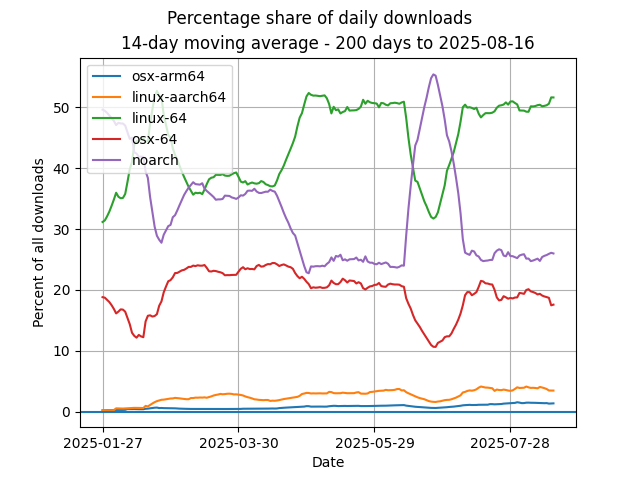 Percentage share of daily downloads
14-day moving average - 200 days to 2025-08-16
osx-arm64
linux-aarch64
linux-64
osx-64
noarch
Percent of all downloads
50
40
30
20
10
0
2025-01-27
2025-03-30
2025-05-29
2025-07-28
Date